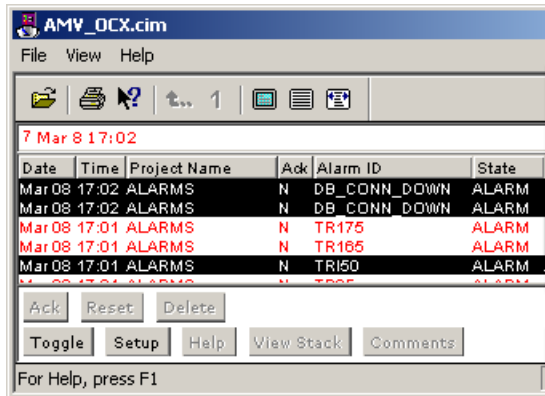 AMV_OCX.cim
File View Help
1
7 Mar 8 17:02
Date Time Project Name Ack Alarm ID State
Mar 08 17:02 ALARMS N DB_CONN_DOWN ALARM
Mar 08 17:02 ALARMS N DB_CONN_DOWN ALARM
Mar 08 17:01 ALARMS N TR175 ALARM
Mar 08 17:01 ALARMS N TR165 ALARM
Mar 08 17:01 ALARMS N TRI50 ALARM
Ack Reset Delete
Toggle Setup Help View Stack Comments
For Help, press F1